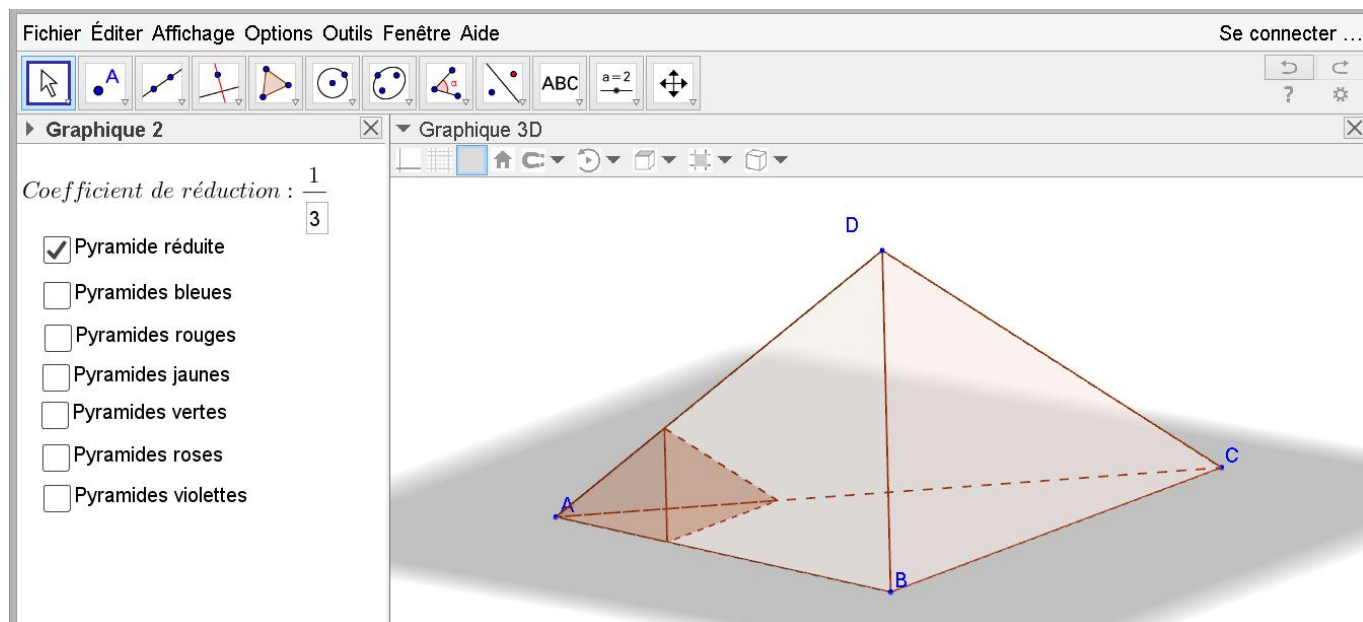 Fichier Éditer Affichage Options Outils Fenêtre Aide
Se connecter ...
A
α
ABC
a=2
?
Graphique 2
Graphique 3D
Coefficient de réduction : 1/3
Pyramide réduite
Pyramides bleues
Pyramides rouges
Pyramides jaunes
Pyramides vertes
Pyramides roses
Pyramides violettes
D
C
A
B